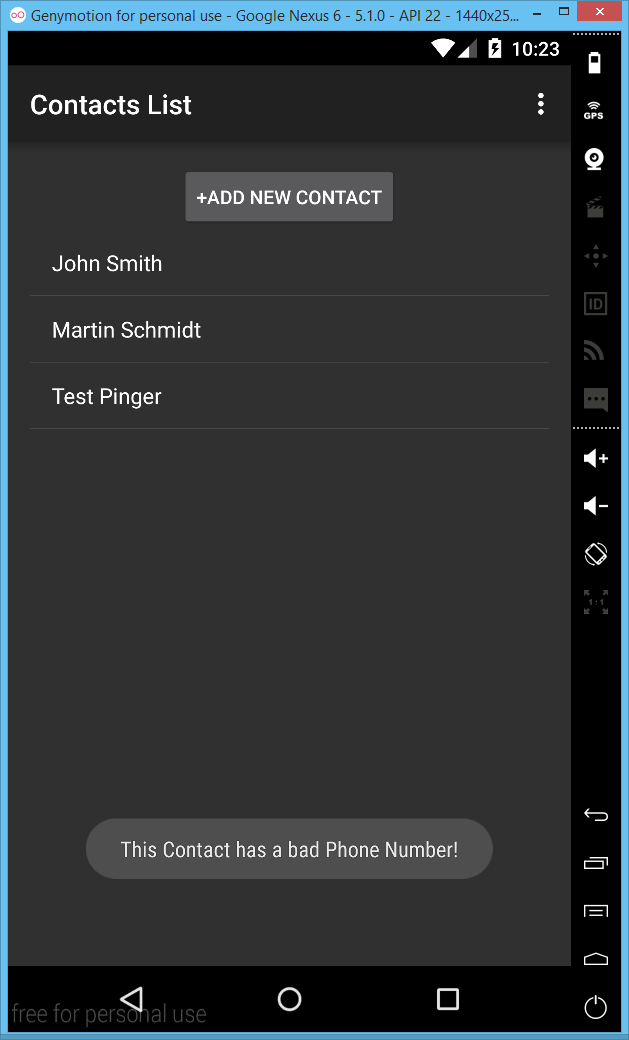 Genymotion for personal use - Google Nexus 6 - 5.1.0 - API 22 - 1440x25...
10:23
Contacts List
GPS
+ADD NEW CONTACT
John Smith
Martin Schmidt
Test Pinger
ID
1:1
This Contact has a bad Phone Number!
free for personal use